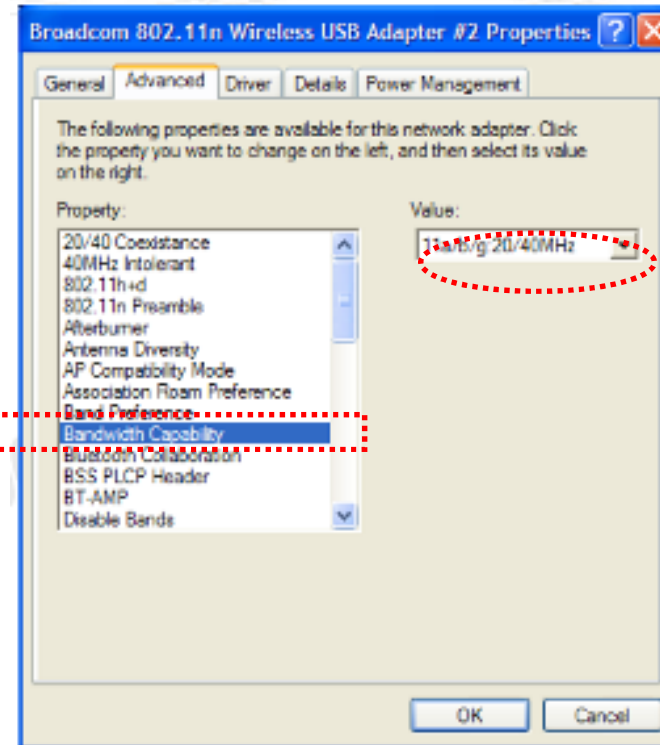 Broadcom 802.11n Wireless USB Adapter #2 Properties
General Advanced Driver Details Power Management
The following properties are available for this network adapter. Click
the property you want to change on the left, and then select its value
on the right.
Property:
Value:
20/40 Coexistance
11a/b/g:20/40MHz
40MHz Intolerant
802.11h+d
802.11n Preamble
Afterburner
Antenna Diversity
AP Compatibility Mode
Association Roam Preference
Band Preference
Bandwidth Capability
Bluetooth Collaboration
BSS PLCP Header
BT-AMP
Disable Bands
OK Cancel